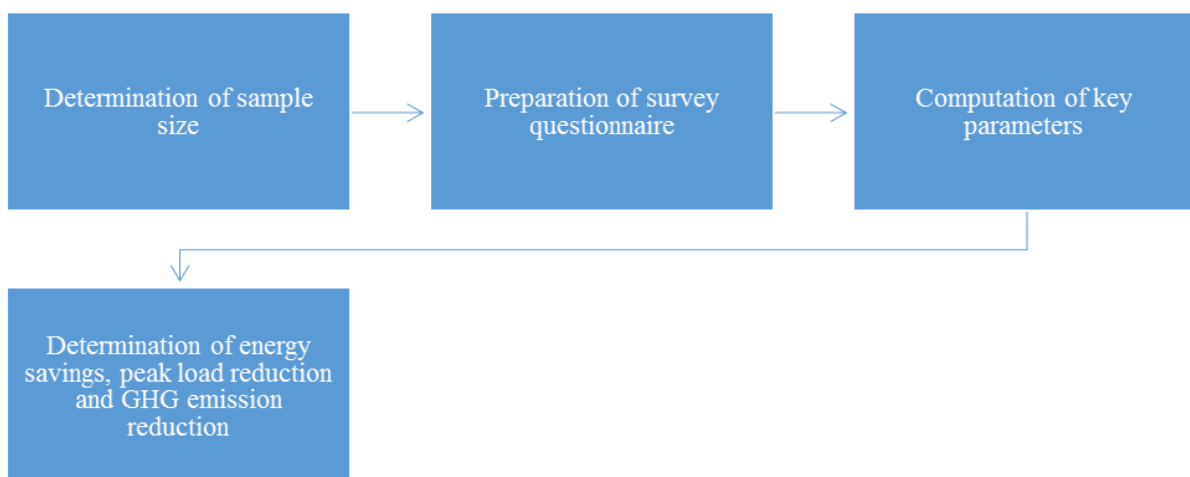 Determination of sample
size
Preparation of survey
questionnaire
Computation of key
parameters
Determination of energy
savings, peak load reduction
and GHG emission
reduction